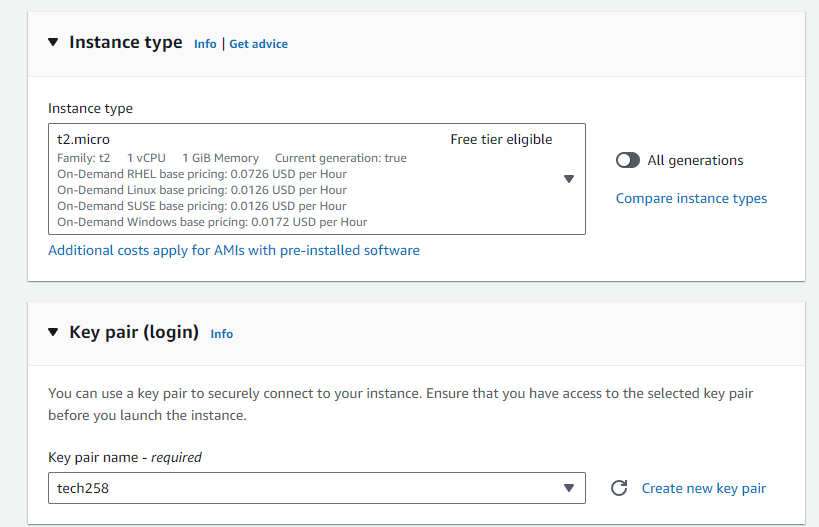 Instance type Info | Get advice
Instance type
t2.micro Free tier eligible
Family: t2 1 vCPU 1 GiB Memory Current generation: true
On-Demand RHEL base pricing: 0.0726 USD per Hour
On-Demand Linux base pricing: 0.0126 USD per Hour
On-Demand SUSE base pricing: 0.0126 USD per Hour
On-Demand Windows base pricing: 0.0172 USD per Hour
All generations
Compare instance types
Additional costs apply for AMIs with pre-installed software
Key pair (login) Info
You can use a key pair to securely connect to your instance. Ensure that you have access to the selected key pair
before you launch the instance.
Key pair name - required
tech258
Create new key pair